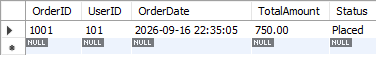 OrderID UserID OrderDate TotalAmount Status
1001 101 2026-09-16 22:35:05 750.00 Placed
NULL NULL NULL NULL NULL